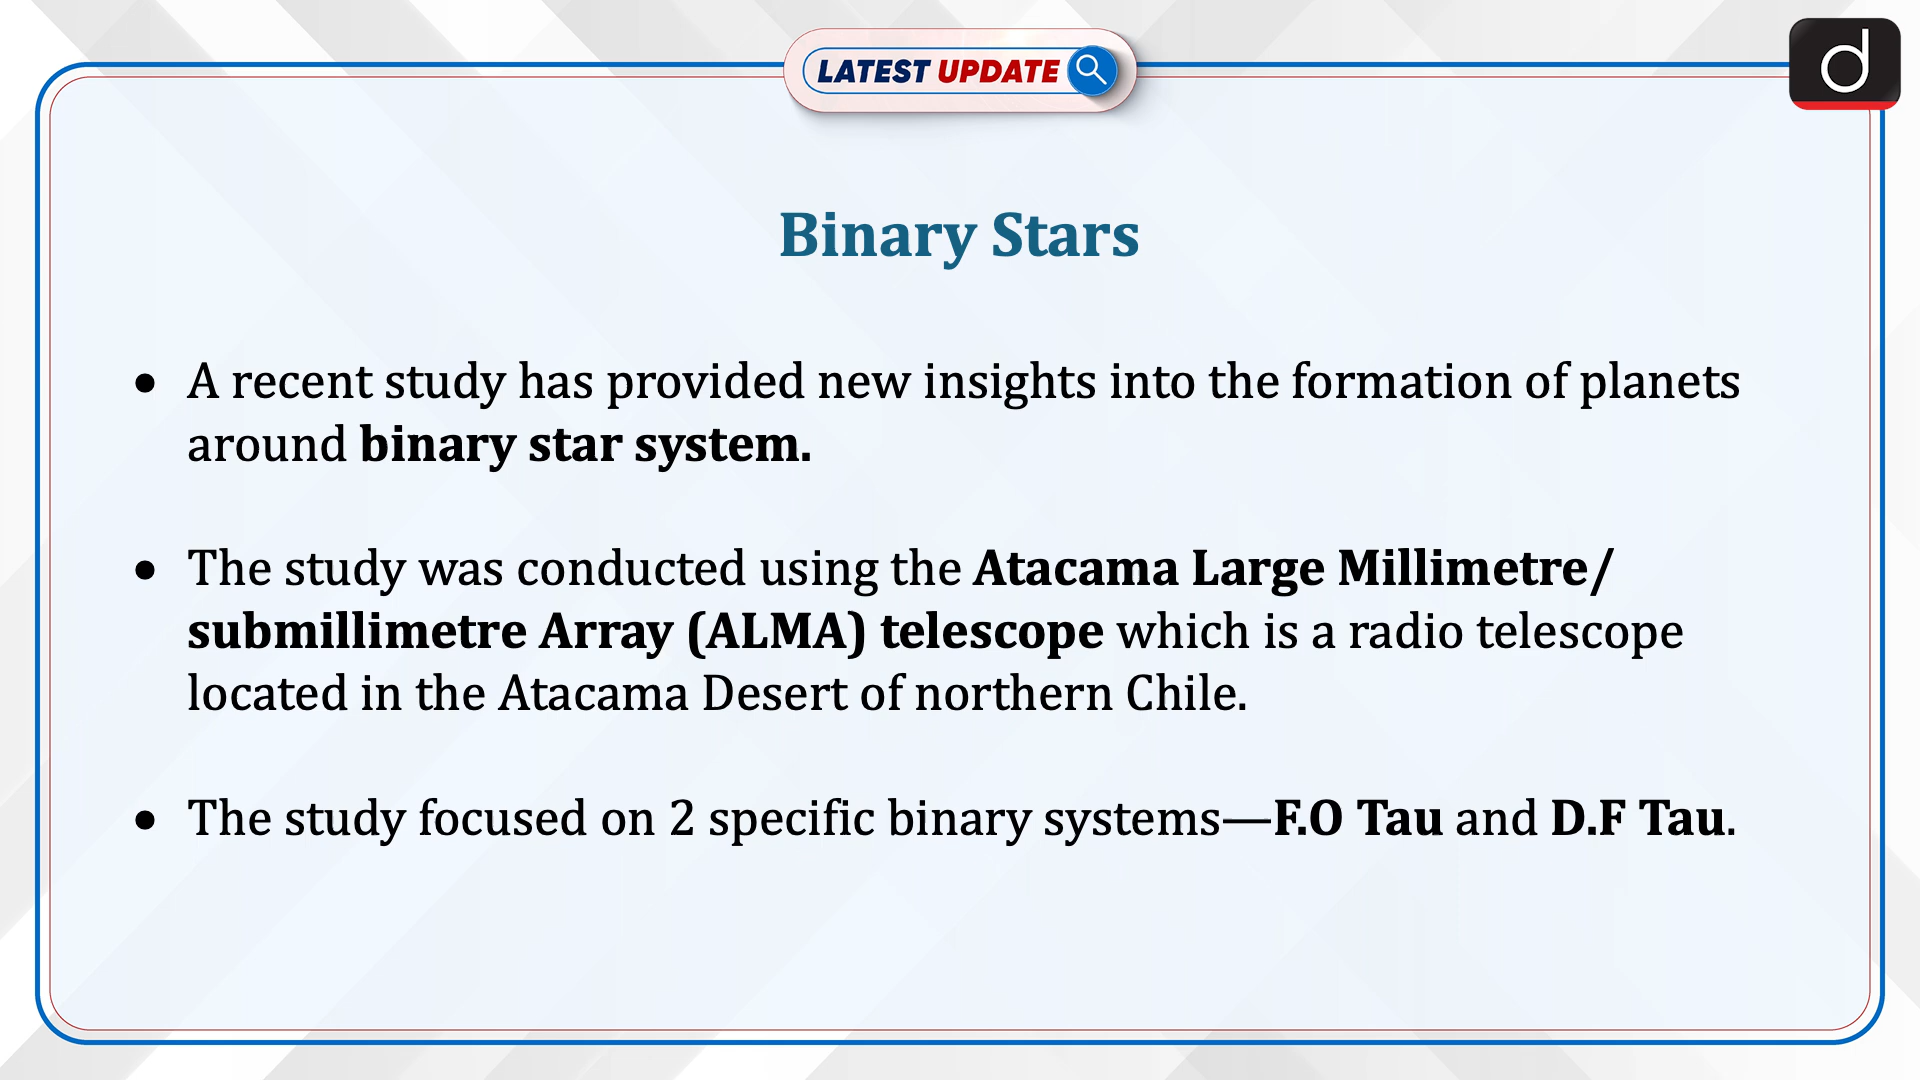 LATEST UPDATE
d
Binary Stars
● A recent study has provided new insights into the formation of planets
around binary star system.
● The study was conducted using the Atacama Large Millimetre/
submillimetre Array (ALMA) telescope which is a radio telescope
located in the Atacama Desert of northern Chile.
● The study focused on 2 specific binary systems—F.O Tau and D.F Tau.